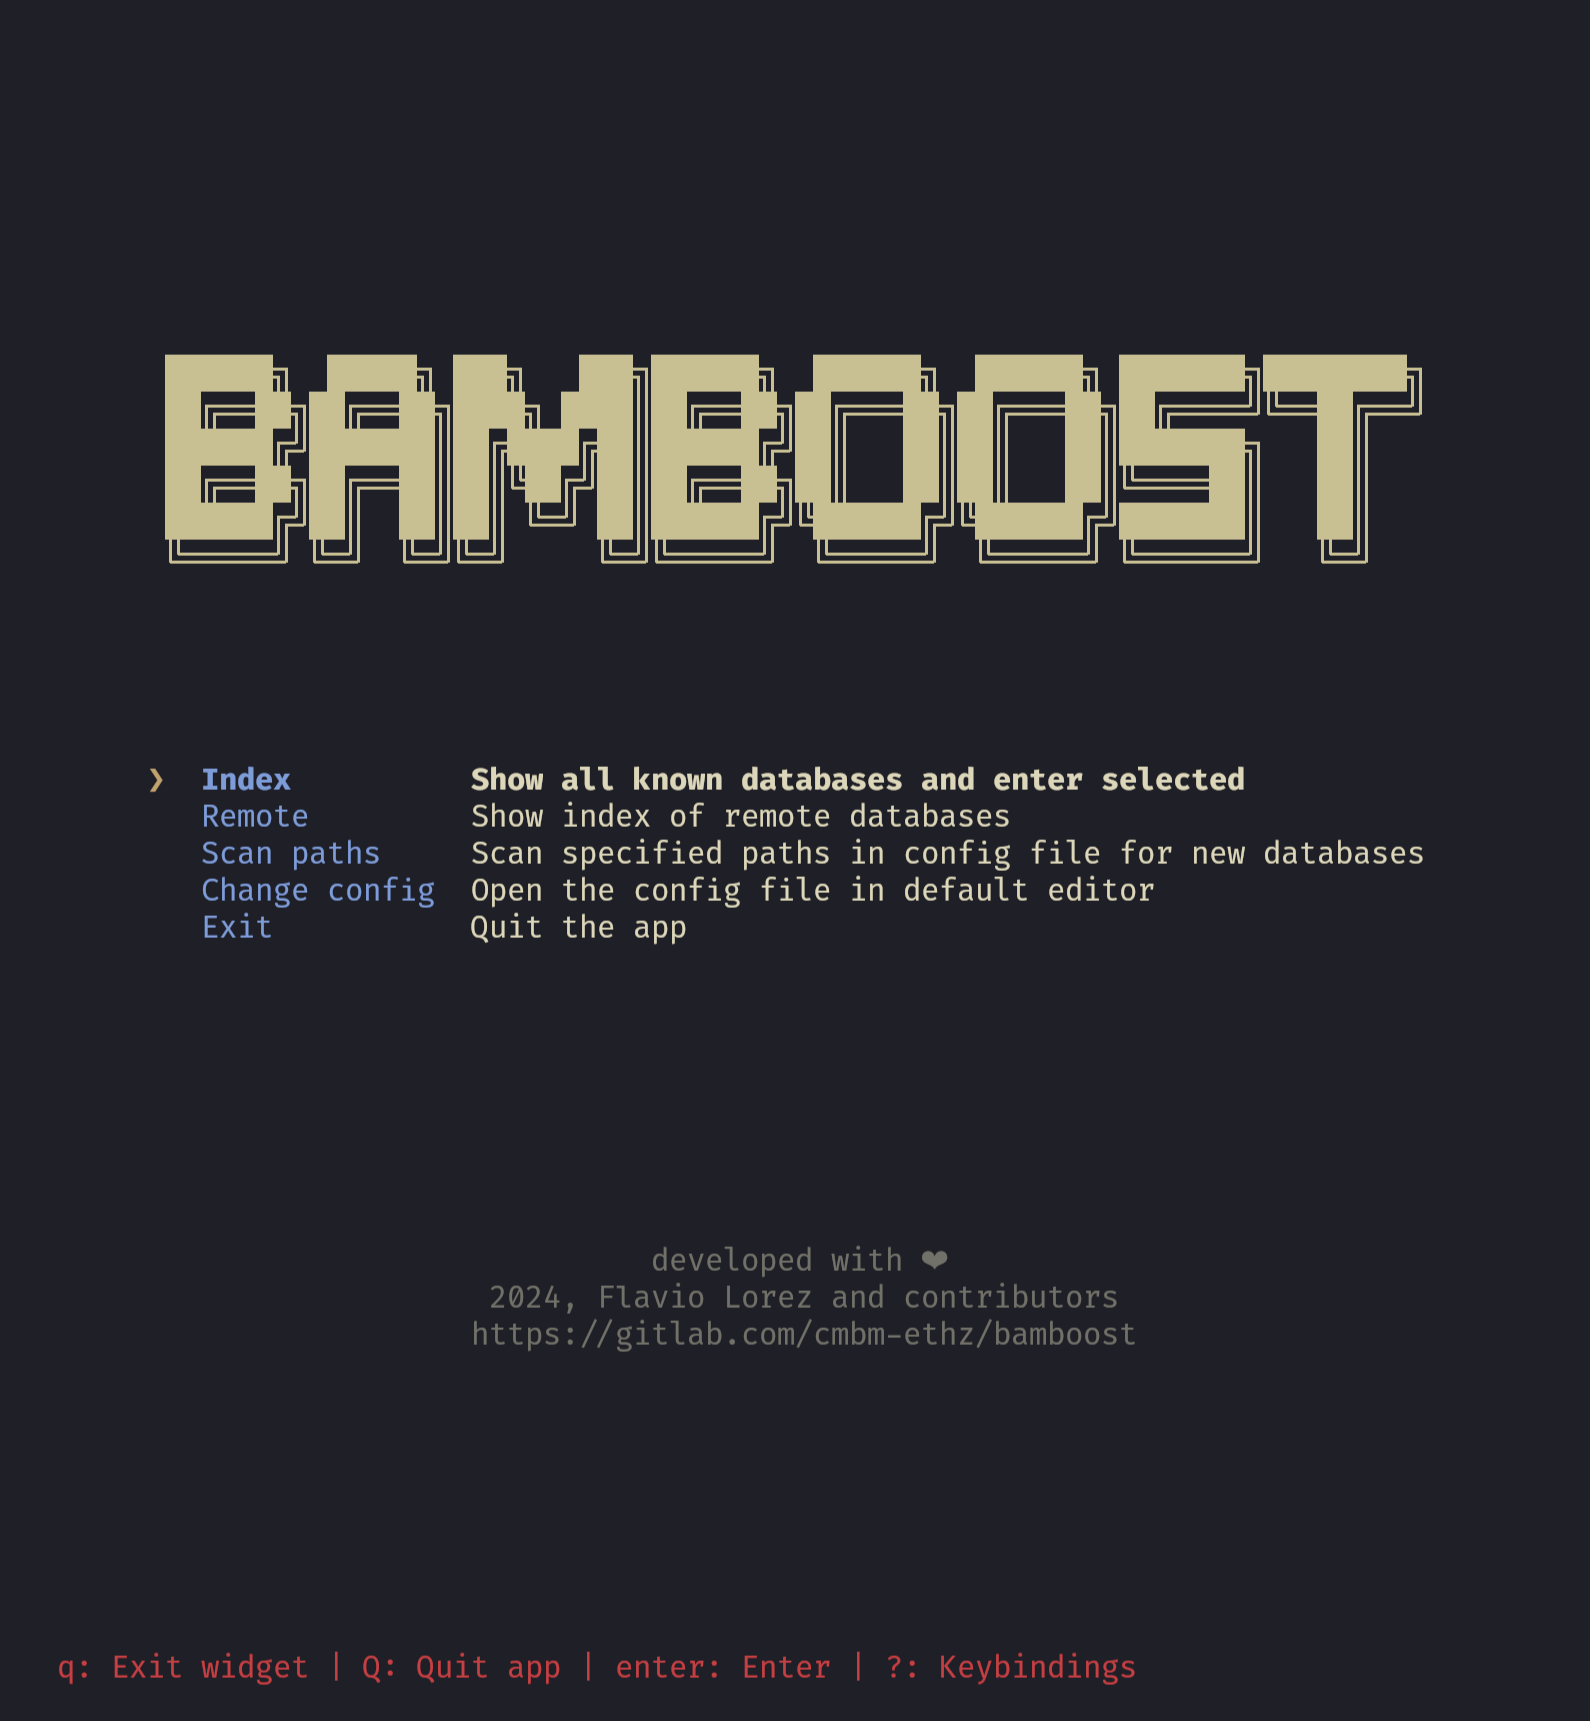 BAMBOOST
❯ Index Show all known databases and enter selected
Remote Show index of remote databases
Scan paths Scan specified paths in config file for new databases
Change config Open the config file in default editor
Exit Quit the app
developed with ❤
2024, Flavio Lorez and contributors
https://gitlab.com/cmbm-ethz/bamboost
q: Exit widget | Q: Quit app | enter: Enter | ?: Keybindings